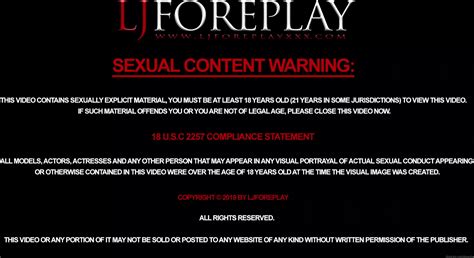 LJFOREPLAY
WWW.LJFOREPLAYXXX.COM
SEXUAL CONTENT WARNING:
THIS VIDEO CONTAINS SEXUALLY EXPLICIT MATERIAL, YOU MUST BE AT LEAST 18 YEARS OLD (21 YEARS IN SOME JURISDICTIONS) TO VIEW THIS VIDEO.
IF SUCH MATERIAL OFFENDS YOU OR YOU ARE NOT OF LEGAL AGE, PLEASE CLOSE THIS VIDEO NOW.
18 U.S.C 2257 COMPLIANCE STATEMENT
ALL MODELS, ACTORS, ACTRESSES AND ANY OTHER PERSON THAT MAY APPEAR IN ANY VISUAL PORTRAYAL OF ACTUAL SEXUAL CONDUCT APPEARING
OR OTHERWISE CONTAINED IN THIS VIDEO WERE OVER THE AGE OF 18 YEARS OLD AT THE TIME THE VISUAL IMAGE WAS CREATED.
COPYRIGHT © 2018 BY LJFOREPLAY
ALL RIGHTS RESERVED.
THIS VIDEO OR ANY PORTION OF IT MAY NOT BE SOLD OR POSTED TO ANY WEBSITE OF ANY KIND WITHOUT WRITTEN PERMISSION OF THE PUBLISHER.